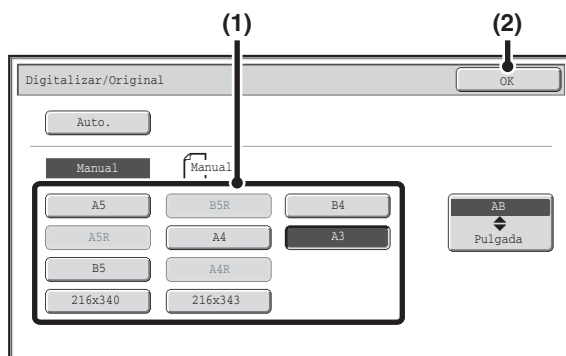 (1) (2)
Digitalizar/Original OK
Auto.
Manual Manual
A5 B5R B4 AB
A5R A4 A3 Pulgada
B5 A4R
216x340 216x343